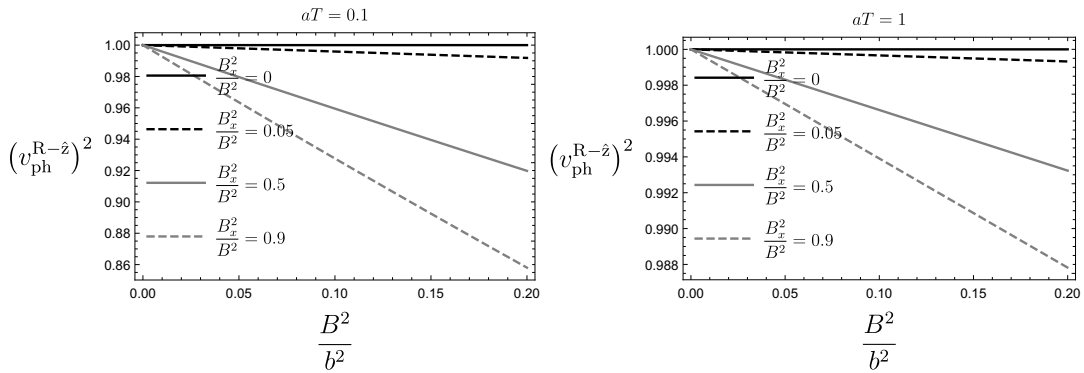 aT = 0.1
1.00
0.98
0.96
0.94
0.92
0.90
0.88
0.86
(v_ph^{R−ẑ})^2
B_x^2/B^2 = 0
B_x^2/B^2 = 0.05
B_x^2/B^2 = 0.5
B_x^2/B^2 = 0.9
0.00 0.05 0.10 0.15 0.20
B^2/b^2
aT = 1
1.000
0.998
0.996
0.994
0.992
0.990
0.988
(v_ph^{R−ẑ})^2
B_x^2/B^2 = 0
B_x^2/B^2 = 0.05
B_x^2/B^2 = 0.5
B_x^2/B^2 = 0.9
0.00 0.05 0.10 0.15 0.20
B^2/b^2